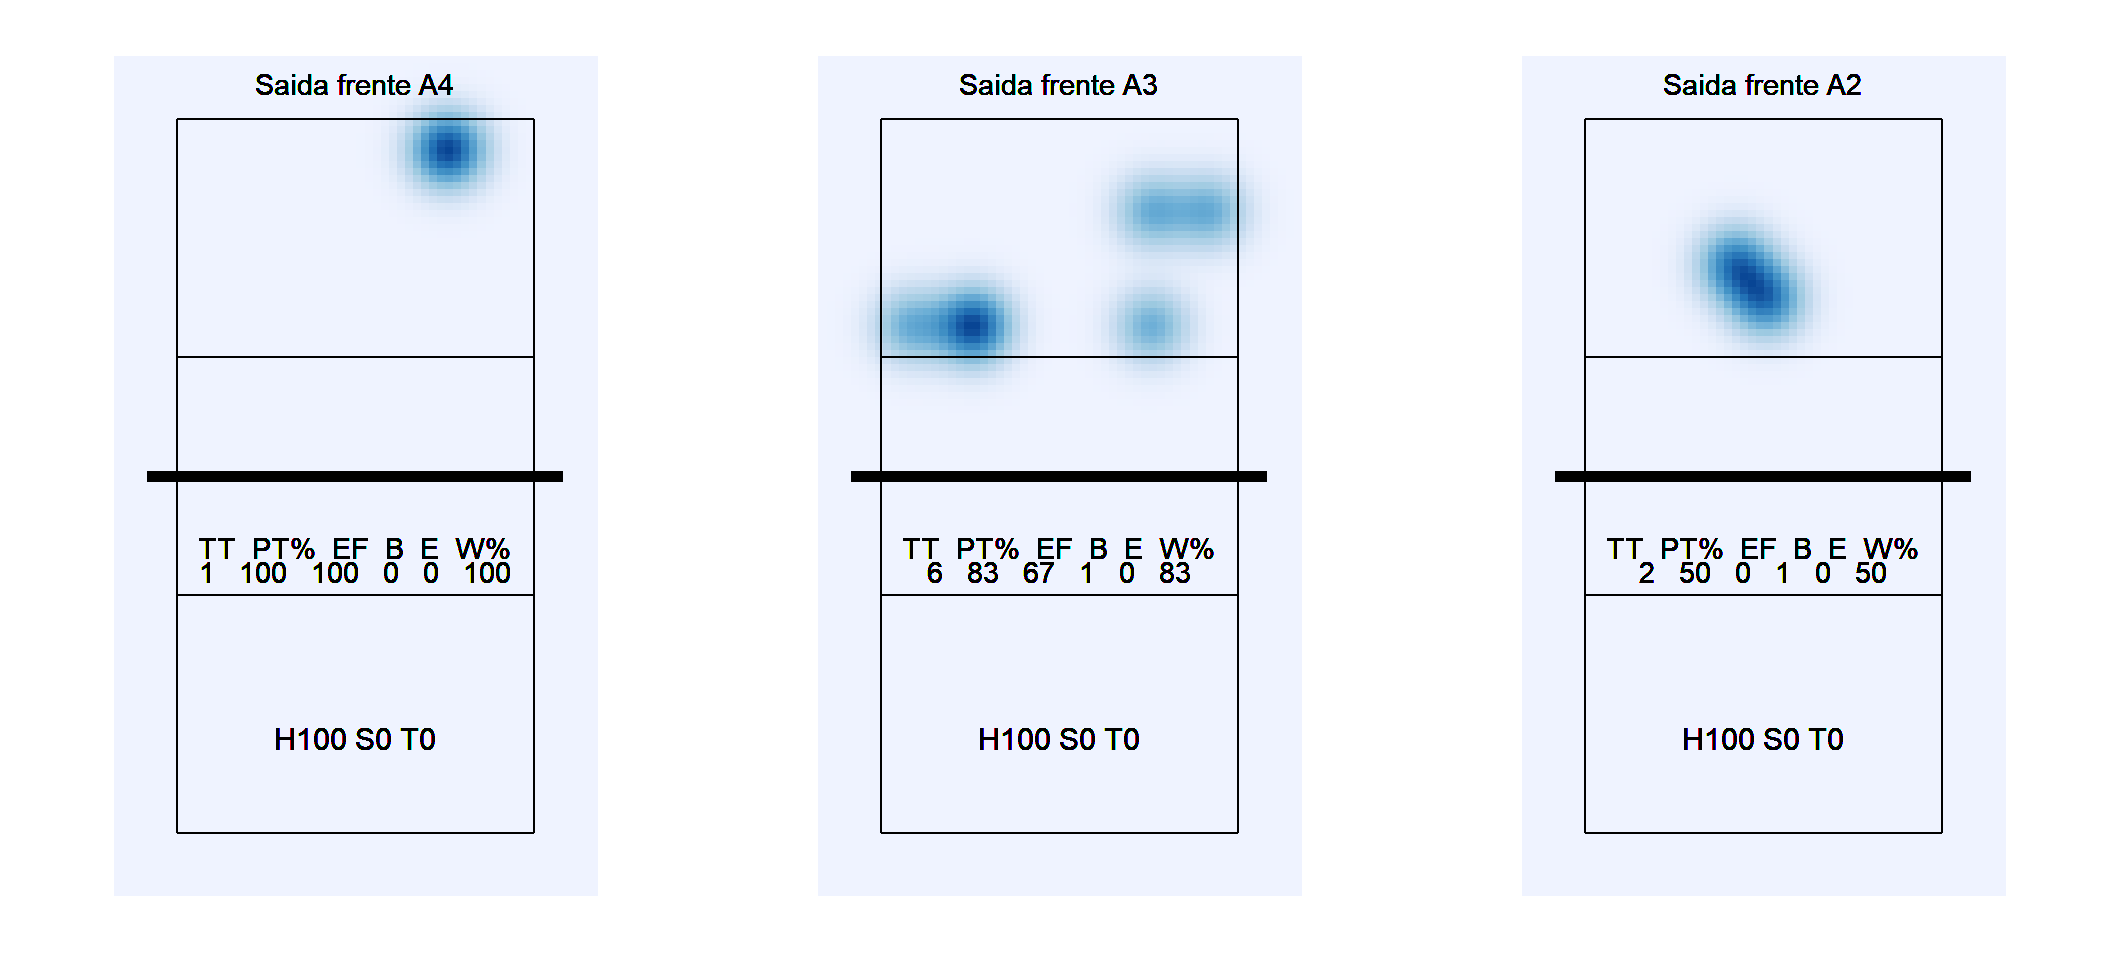 Saida frente A4
TT PT% EF B E W%
1 100 100 0 0 100
H100 S0 T0
Saida frente A3
TT PT% EF B E W%
6 83 67 1 0 83
H100 S0 T0
Saida frente A2
TT PT% EF B E W%
2 50 0 1 0 50
H100 S0 T0